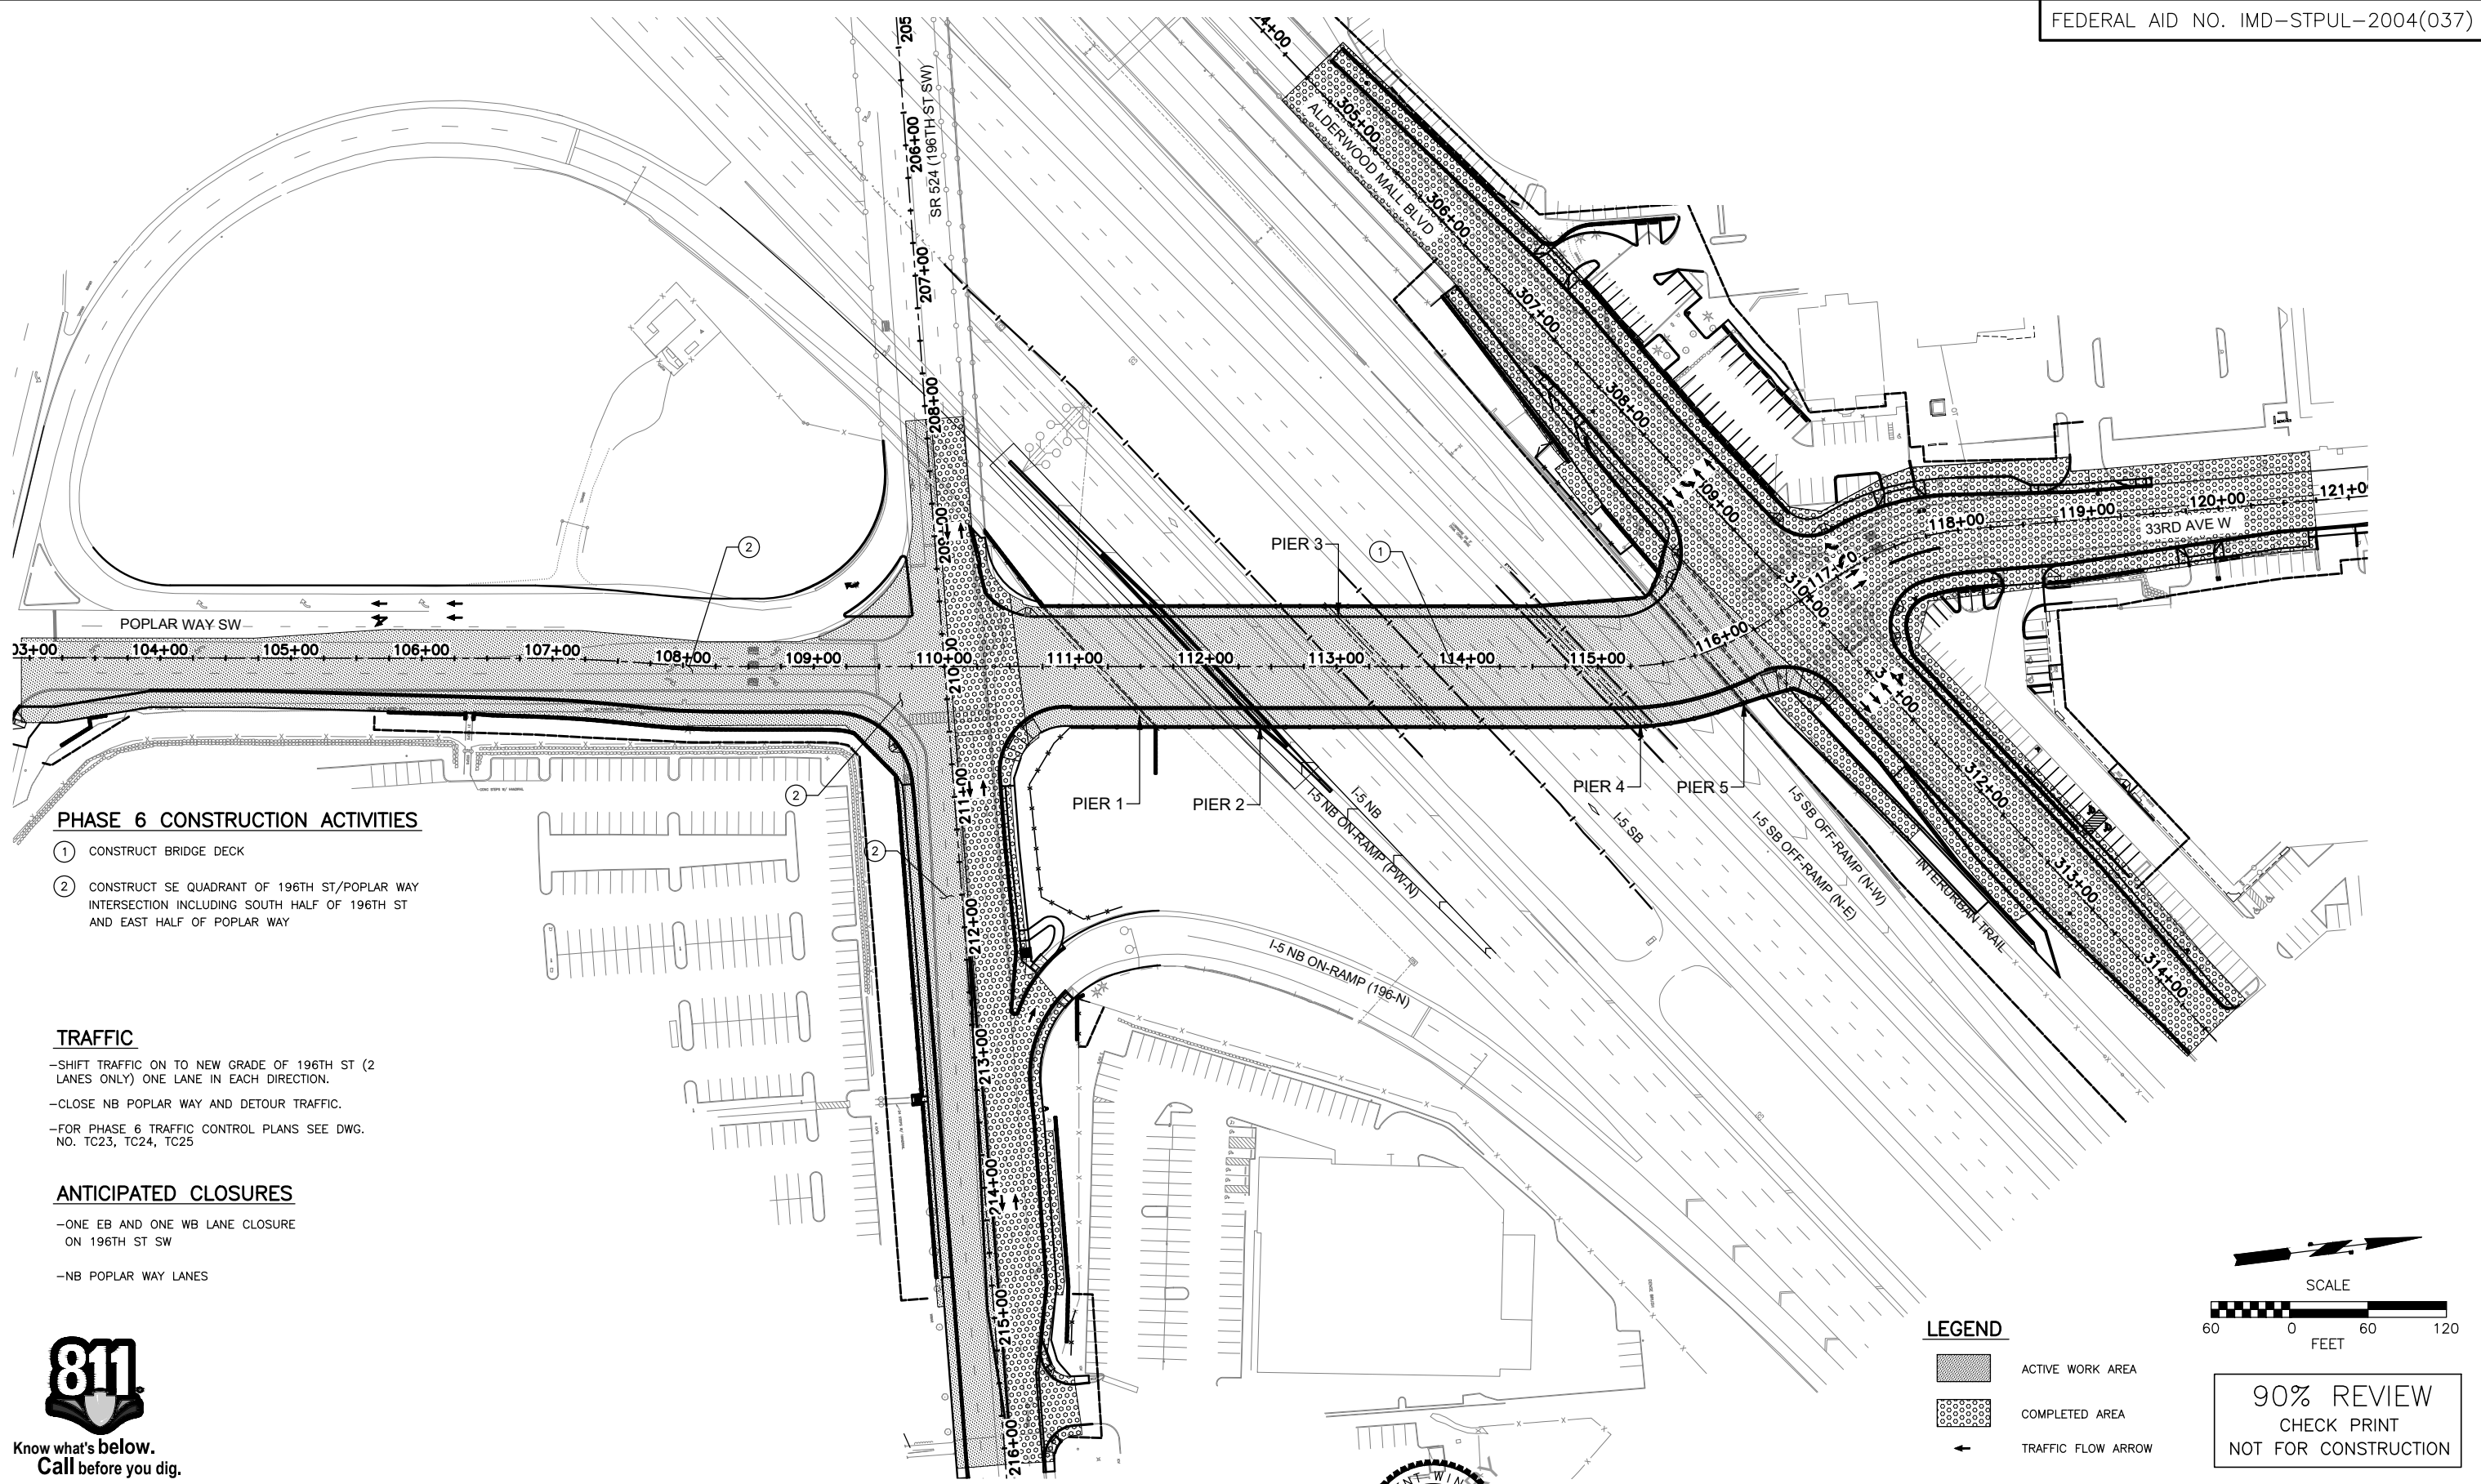 FEDERAL AID NO. IMD-STPUL-2004(037)
205
206+00
207+00
208+00
SR 524 (196TH ST SW)
4+00
305+00
306+00
307+00
308+00
ALDERWOOD MALL BLVD
310+00
312+00
313+00
314+00
POPLAR WAY SW
03+00
104+00
105+00
106+00
107+00
108+00
109+00
110+00
111+00
112+00
113+00
114+00
115+00
116+00
118+00
119+00
120+00
121+0
33RD AVE W
211+00
212+00
213+00
214+00
215+00
216+00
2
2
2
1
PIER 1
PIER 2
PIER 3
PIER 4
PIER 5
I-5 NB
I-5 NB ON-RAMP (PW-N)
I-5 SB
I-5 SB OFF-RAMP (N-W)
I-5 SB OFF-RAMP (N-E)
INTERURBAN TRAIL
I-5 NB ON-RAMP (196-N)
PHASE 6 CONSTRUCTION ACTIVITIES
1 CONSTRUCT BRIDGE DECK
2 CONSTRUCT SE QUADRANT OF 196TH ST/POPLAR WAY
INTERSECTION INCLUDING SOUTH HALF OF 196TH ST
AND EAST HALF OF POPLAR WAY
TRAFFIC
-SHIFT TRAFFIC ON TO NEW GRADE OF 196TH ST (2
LANES ONLY) ONE LANE IN EACH DIRECTION.
-CLOSE NB POPLAR WAY AND DETOUR TRAFFIC.
-FOR PHASE 6 TRAFFIC CONTROL PLANS SEE DWG.
NO. TC23, TC24, TC25
ANTICIPATED CLOSURES
-ONE EB AND ONE WB LANE CLOSURE
ON 196TH ST SW
-NB POPLAR WAY LANES
811
Know what's below.
Call before you dig.
SCALE
60 0 60 120
FEET
LEGEND
ACTIVE WORK AREA
COMPLETED AREA
TRAFFIC FLOW ARROW
90% REVIEW
CHECK PRINT
NOT FOR CONSTRUCTION